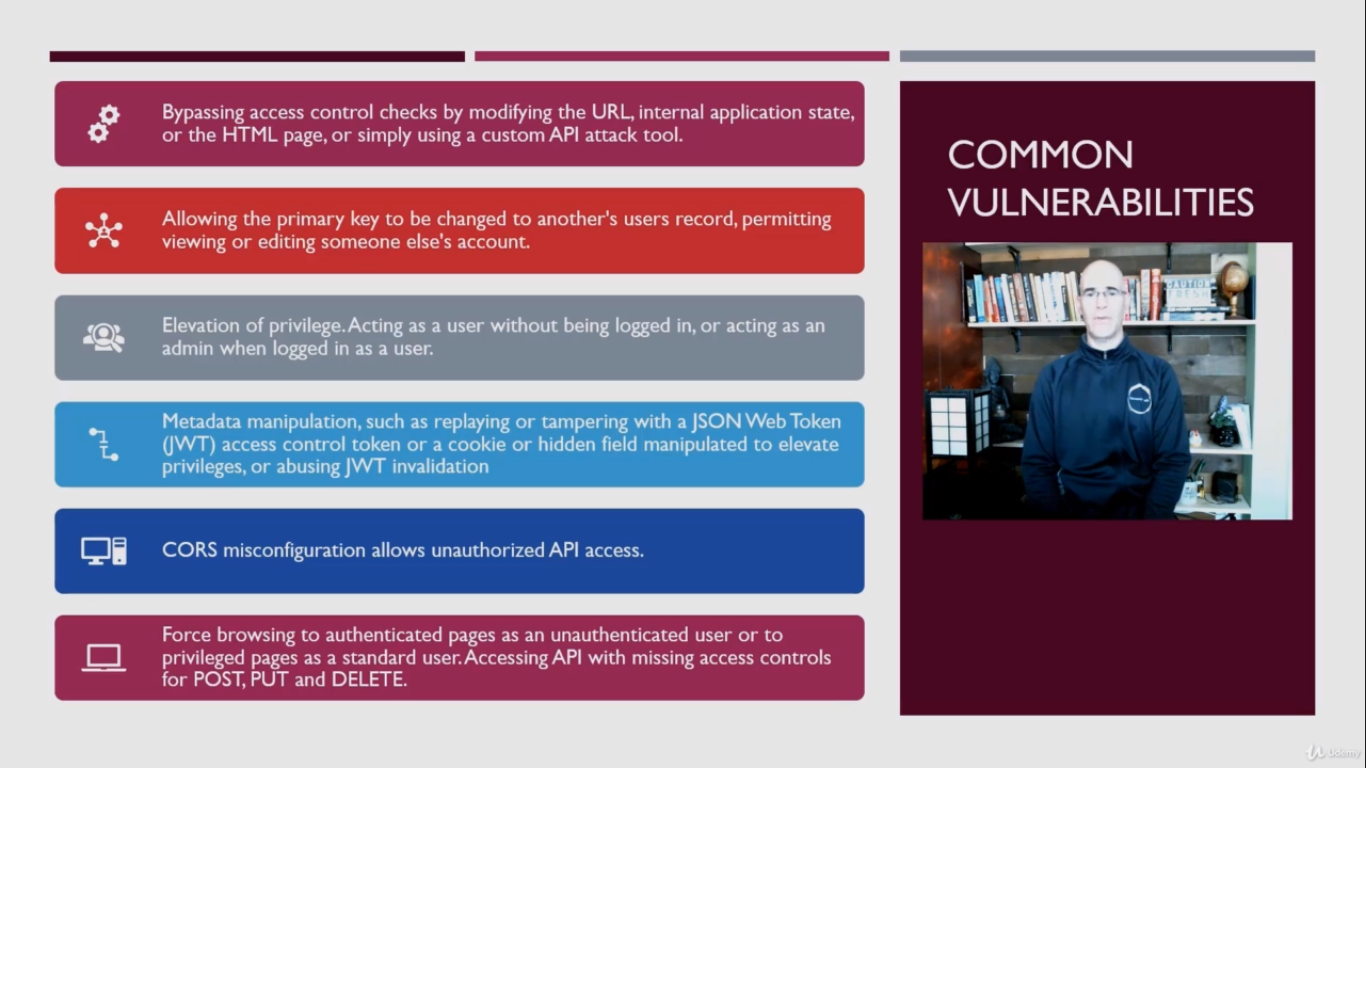 Bypassing access control checks by modifying the URL, internal application state,
or the HTML page, or simply using a custom API attack tool.
Allowing the primary key to be changed to another's users record, permitting
viewing or editing someone else's account.
Elevation of privilege. Acting as a user without being logged in, or acting as an
admin when logged in as a user.
Metadata manipulation, such as replaying or tampering with a JSON Web Token
(JWT) access control token or a cookie or hidden field manipulated to elevate
privileges, or abusing JWT invalidation
CORS misconfiguration allows unauthorized API access.
Force browsing to authenticated pages as an unauthenticated user or to
privileged pages as a standard user. Accessing API with missing access controls
for POST, PUT and DELETE.
COMMON
VULNERABILITIES
CAUTION
FRESH
Udemy